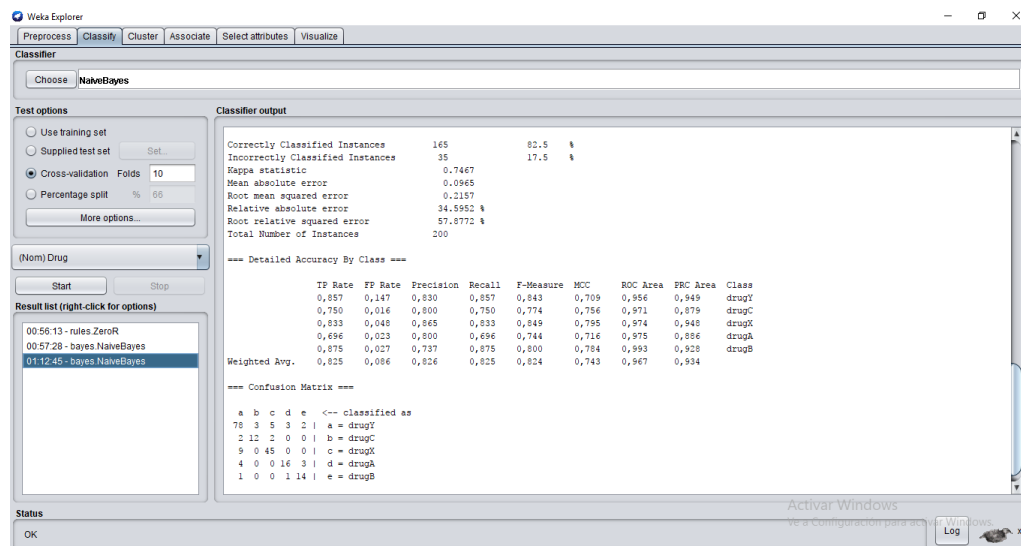 Weka Explorer
Preprocess Classify Cluster Associate Select attributes Visualize
Classifier
Choose NaiveBayes
Test options
Use training set
Supplied test set Set...
Cross-validation Folds 10
Percentage split % 66
More options...
(Nom) Drug
Start Stop
Result list (right-click for options)
00:56:13 - rules.ZeroR
00:57:28 - bayes.NaiveBayes
01:12:45 - bayes.NaiveBayes
Classifier output
Correctly Classified Instances 165 82.5 %
Incorrectly Classified Instances 35 17.5 %
Kappa statistic 0.7467
Mean absolute error 0.0965
Root mean squared error 0.2157
Relative absolute error 34.5952 %
Root relative squared error 57.8772 %
Total Number of Instances 200
=== Detailed Accuracy By Class ===
TP Rate FP Rate Precision Recall F-Measure MCC ROC Area PRC Area Class
0,857 0,147 0,830 0,857 0,843 0,709 0,956 0,949 drugY
0,750 0,016 0,800 0,750 0,774 0,756 0,971 0,879 drugC
0,833 0,048 0,865 0,833 0,849 0,795 0,974 0,948 drugX
0,696 0,023 0,800 0,696 0,744 0,716 0,975 0,886 drugA
0,875 0,027 0,737 0,875 0,800 0,784 0,993 0,928 drugB
Weighted Avg. 0,825 0,086 0,826 0,825 0,824 0,743 0,967 0,934
=== Confusion Matrix ===
a b c d e <-- classified as
78 3 5 3 2 | a = drugY
2 12 2 0 0 | b = drugC
9 0 45 0 0 | c = drugX
4 0 0 16 3 | d = drugA
1 0 0 1 14 | e = drugB
Activar Windows
Ve a Configuración para activar Windows.
Status
OK
Log
x